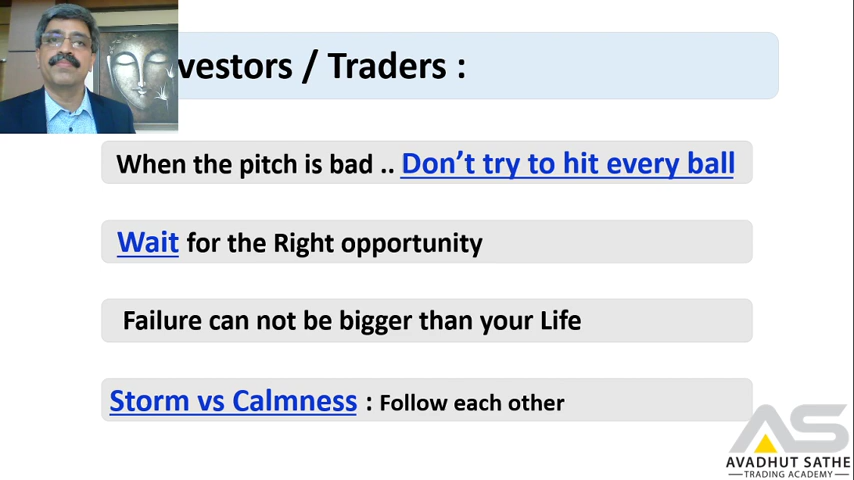 vestors / Traders :
When the pitch is bad .. Don't try to hit every ball
Wait for the Right opportunity
Failure can not be bigger than your Life
Storm vs Calmness : Follow each other
AS
AVADHUT SATHE
TRADING ACADEMY